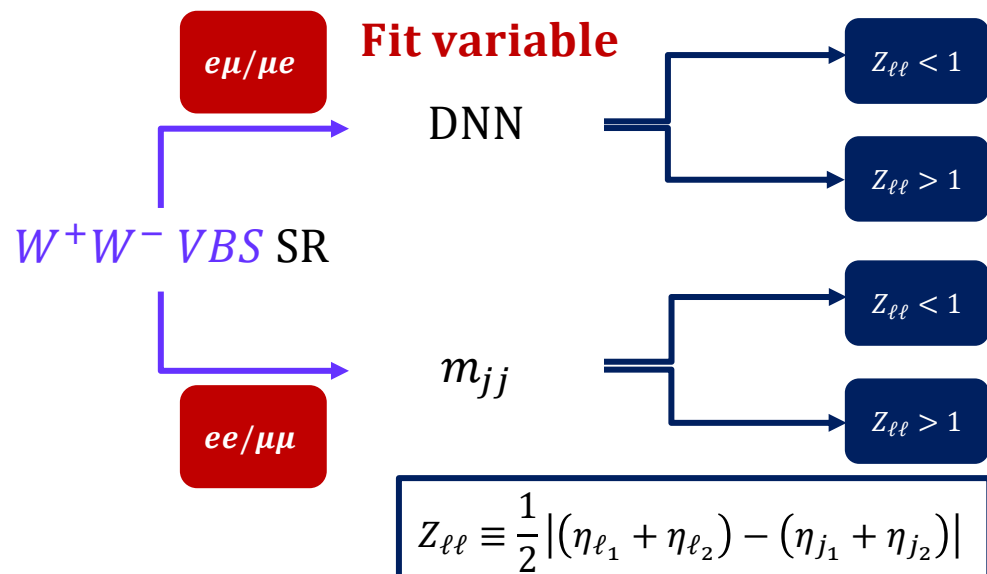 eμ/μe
Fit variable
Z_ℓℓ < 1
DNN
Z_ℓℓ > 1
W⁺W⁻ VBS SR
Z_ℓℓ < 1
m_jj
Z_ℓℓ > 1
ee/μμ
Z_ℓℓ ≡ 1/2 |(η_ℓ₁ + η_ℓ₂) − (η_j₁ + η_j₂)|